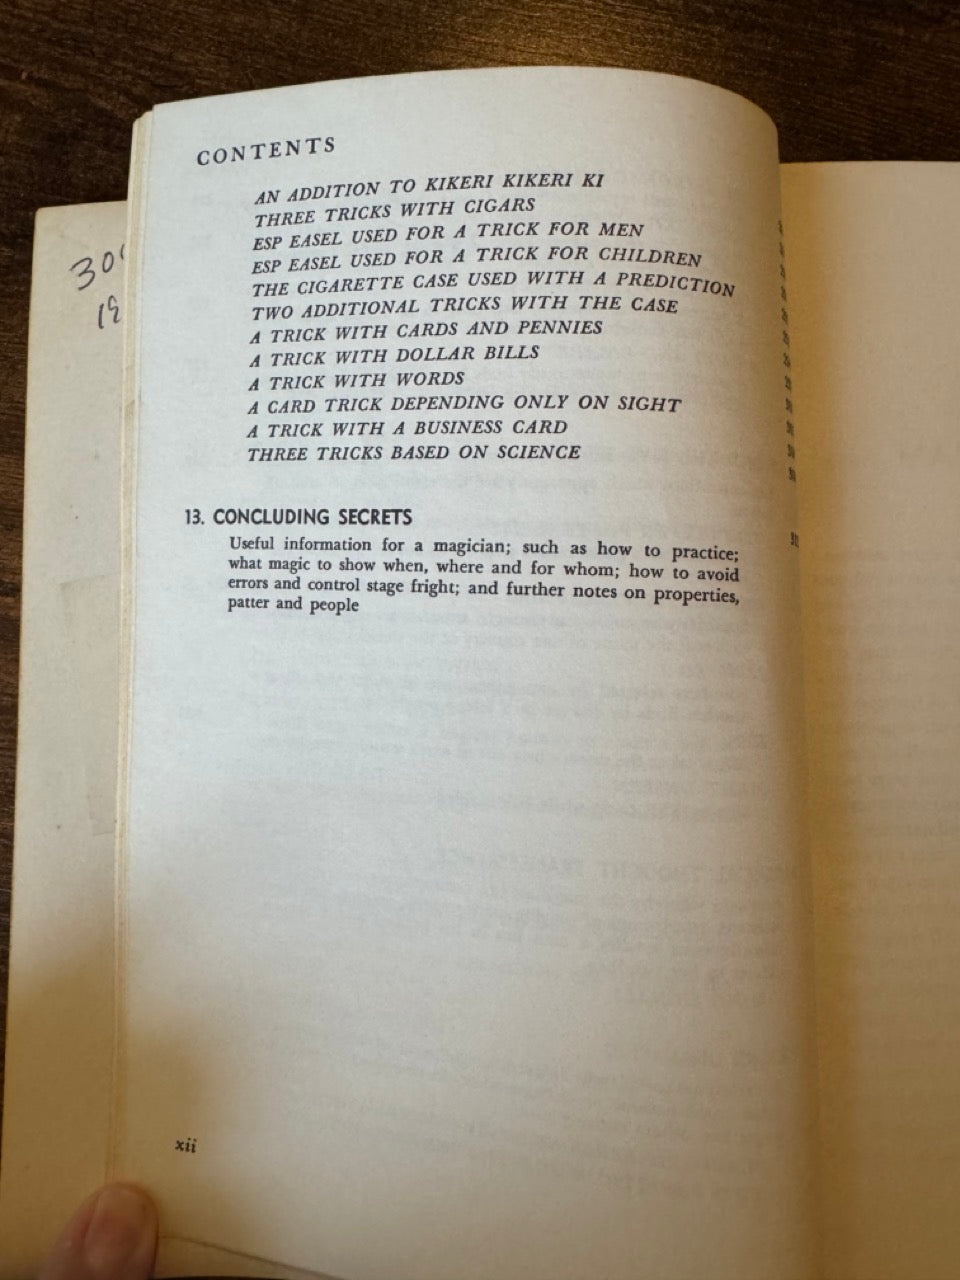 CONTENTS
AN ADDITION TO KIKERI KIKERI KI
THREE TRICKS WITH CIGARS
ESP EASEL USED FOR A TRICK FOR MEN
ESP EASEL USED FOR A TRICK FOR CHILDREN
THE CIGARETTE CASE USED WITH A PREDICTION
TWO ADDITIONAL TRICKS WITH THE CASE
A TRICK WITH CARDS AND PENNIES
A TRICK WITH DOLLAR BILLS
A TRICK WITH WORDS
A CARD TRICK DEPENDING ONLY ON SIGHT
A TRICK WITH A BUSINESS CARD
THREE TRICKS BASED ON SCIENCE
13. CONCLUDING SECRETS
Useful information for a magician; such as how to practice;
what magic to show when, where and for whom; how to avoid
errors and control stage fright; and further notes on properties,
patter and people
xii